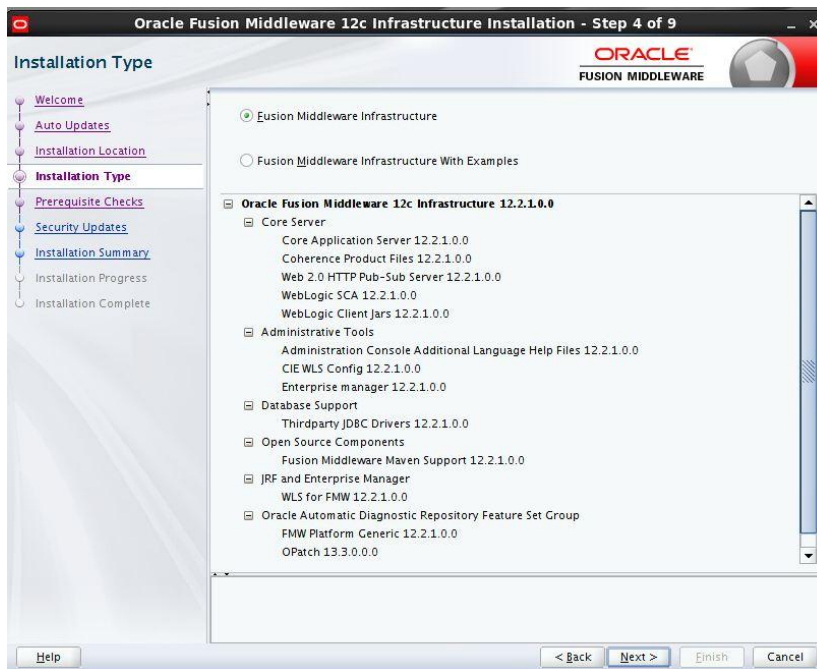 Oracle Fusion Middleware 12c Infrastructure Installation - Step 4 of 9
Installation Type
ORACLE
FUSION MIDDLEWARE
Welcome
Auto Updates
Installation Location
Installation Type
Prerequisite Checks
Security Updates
Installation Summary
Installation Progress
Installation Complete
Fusion Middleware Infrastructure
Fusion Middleware Infrastructure With Examples
Oracle Fusion Middleware 12c Infrastructure 12.2.1.0.0
Core Server
Core Application Server 12.2.1.0.0
Coherence Product Files 12.2.1.0.0
Web 2.0 HTTP Pub-Sub Server 12.2.1.0.0
WebLogic SCA 12.2.1.0.0
WebLogic Client Jars 12.2.1.0.0
Administrative Tools
Administration Console Additional Language Help Files 12.2.1.0.0
CIE WLS Config 12.2.1.0.0
Enterprise manager 12.2.1.0.0
Database Support
Thirdparty JDBC Drivers 12.2.1.0.0
Open Source Components
Fusion Middleware Maven Support 12.2.1.0.0
JRF and Enterprise Manager
WLS for FMW 12.2.1.0.0
Oracle Automatic Diagnostic Repository Feature Set Group
FMW Platform Generic 12.2.1.0.0
OPatch 13.3.0.0.0
Help
< Back
Next >
Finish
Cancel